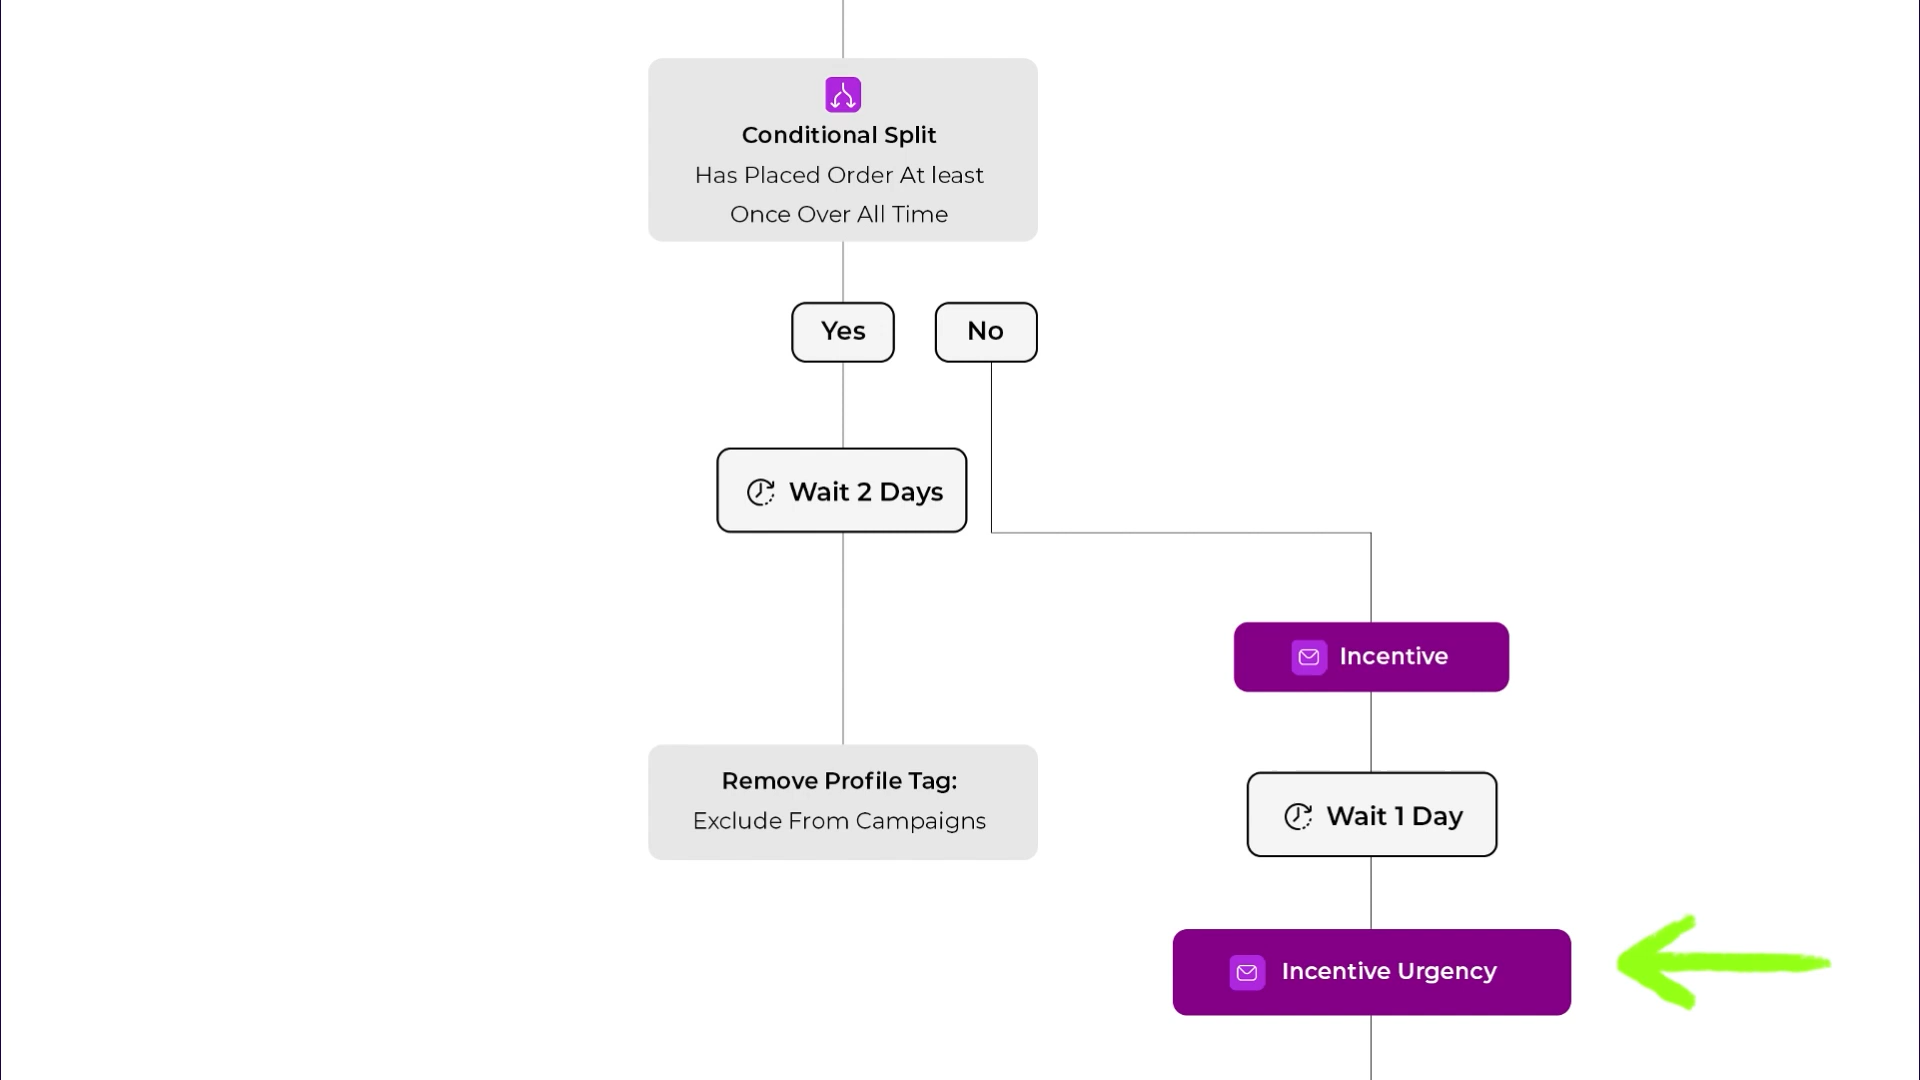 Conditional Split
Has Placed Order At least
Once Over All Time
Yes
No
Wait 2 Days
Incentive
Remove Profile Tag:
Exclude From Campaigns
Wait 1 Day
Incentive Urgency